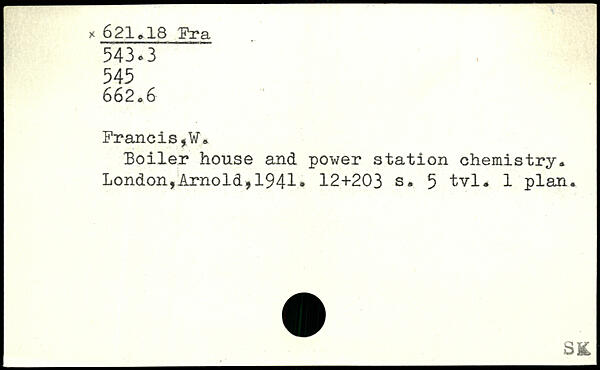 x 621.18 Fra
543.3
545
662.6
Francis,W.
Boiler house and power station chemistry.
London,Arnold,1941. 12+203 s. 5 tvl. 1 plan.
SK